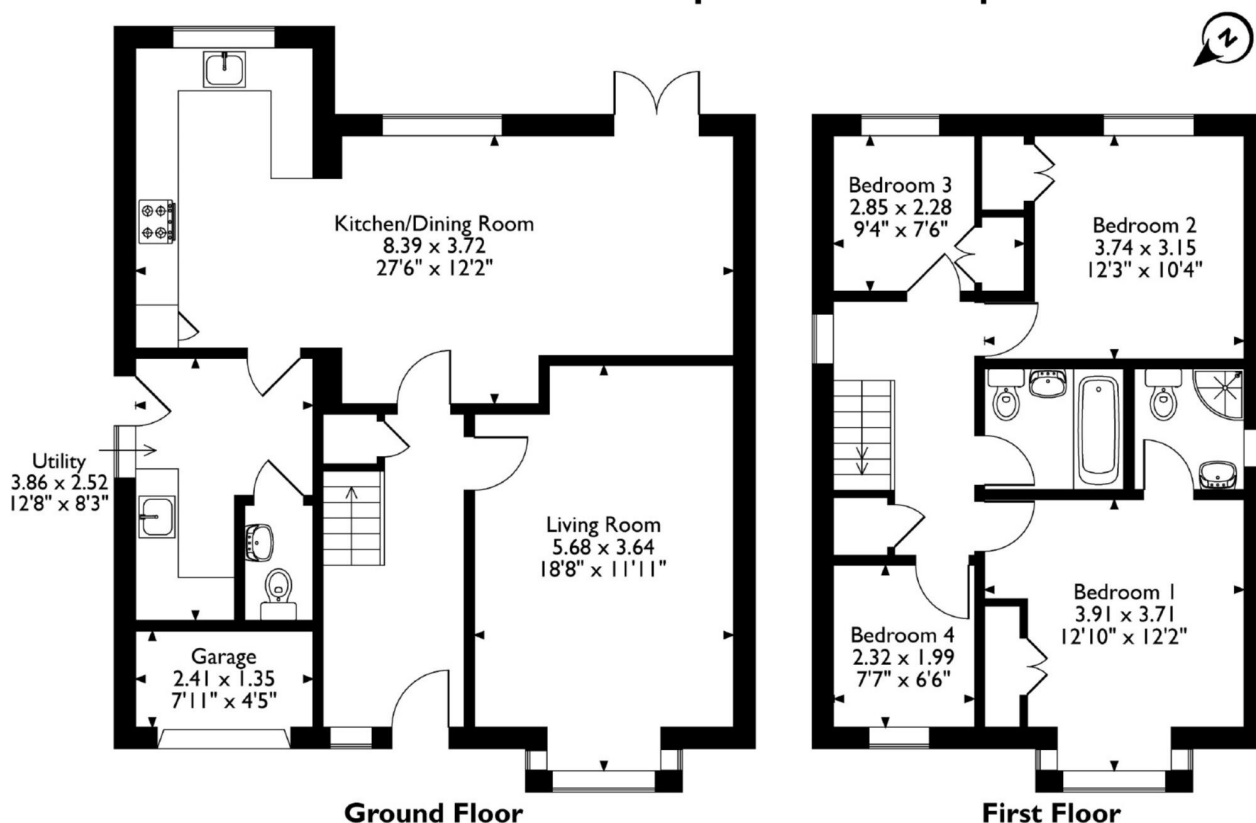 N
Kitchen/Dining Room
8.39 x 3.72
27'6" x 12'2"
Utility
3.86 x 2.52
12'8" x 8'3"
Living Room
5.68 x 3.64
18'8" x 11'11"
Garage
2.41 x 1.35
7'11" x 4'5"
Ground Floor
Bedroom 3
2.85 x 2.28
9'4" x 7'6"
Bedroom 2
3.74 x 3.15
12'3" x 10'4"
Bedroom 1
3.91 x 3.71
12'10" x 12'2"
Bedroom 4
2.32 x 1.99
7'7" x 6'6"
First Floor